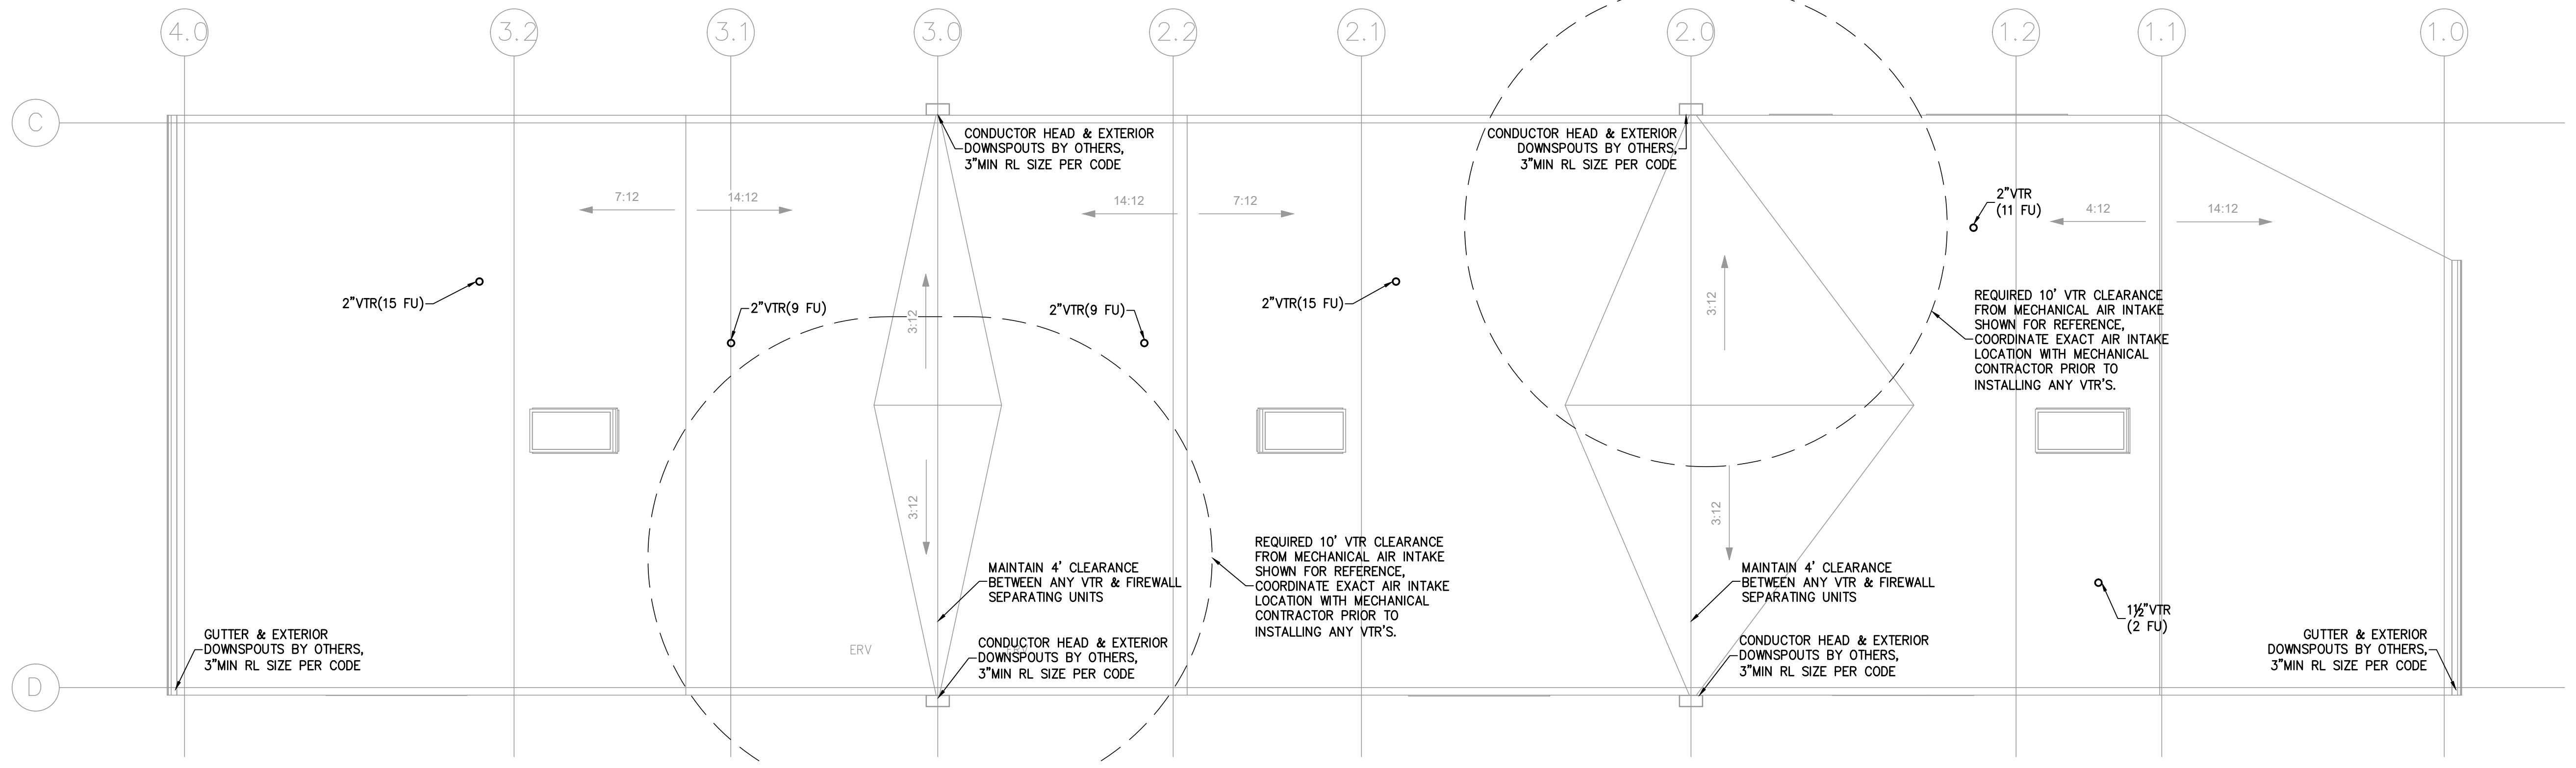 4.0
3.2
3.1
3.0
2.2
2.1
2.0
1.2
1.1
1.0
C
CONDUCTOR HEAD & EXTERIOR
DOWNSPOUTS BY OTHERS,
3"MIN RL SIZE PER CODE
CONDUCTOR HEAD & EXTERIOR
DOWNSPOUTS BY OTHERS,
3"MIN RL SIZE PER CODE
7:12
14:12
14:12
7:12
2"VTR
(11 FU)
4:12
14:12
2"VTR(15 FU)
2"VTR(9 FU)
3:12
2"VTR(9 FU)
2"VTR(15 FU)
3:12
REQUIRED 10' VTR CLEARANCE
FROM MECHANICAL AIR INTAKE
SHOWN FOR REFERENCE,
COORDINATE EXACT AIR INTAKE
LOCATION WITH MECHANICAL
CONTRACTOR PRIOR TO
INSTALLING ANY VTR'S.
3:12
3:12
REQUIRED 10' VTR CLEARANCE
FROM MECHANICAL AIR INTAKE
SHOWN FOR REFERENCE,
COORDINATE EXACT AIR INTAKE
LOCATION WITH MECHANICAL
CONTRACTOR PRIOR TO
INSTALLING ANY VTR'S.
MAINTAIN 4' CLEARANCE
BETWEEN ANY VTR & FIREWALL
SEPARATING UNITS
MAINTAIN 4' CLEARANCE
BETWEEN ANY VTR & FIREWALL
SEPARATING UNITS
1½"VTR
(2 FU)
GUTTER & EXTERIOR
DOWNSPOUTS BY OTHERS,
3"MIN RL SIZE PER CODE
ERV
CONDUCTOR HEAD & EXTERIOR
DOWNSPOUTS BY OTHERS,
3"MIN RL SIZE PER CODE
CONDUCTOR HEAD & EXTERIOR
DOWNSPOUTS BY OTHERS,
3"MIN RL SIZE PER CODE
GUTTER & EXTERIOR
DOWNSPOUTS BY OTHERS,
3"MIN RL SIZE PER CODE
D